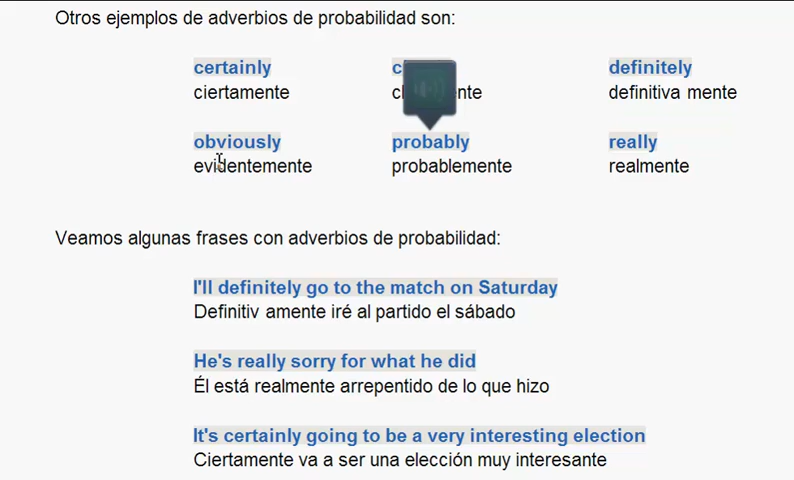 Otros ejemplos de adverbios de probabilidad son:
certainly definitely
ciertamente definitiva mente
obviously probably really
evidentemente probablemente realmente
Veamos algunas frases con adverbios de probabilidad:
I'll definitely go to the match on Saturday
Definitiv amente iré al partido el sábado
He's really sorry for what he did
Él está realmente arrepentido de lo que hizo
It's certainly going to be a very interesting election
Ciertamente va a ser una elección muy interesante